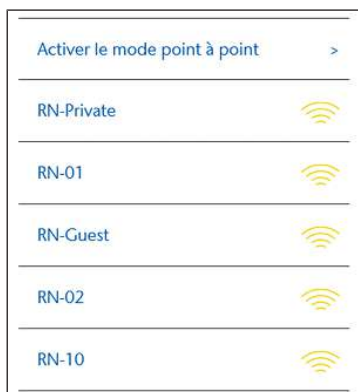 Activer le mode point à point >
RN-Private
RN-01
RN-Guest
RN-02
RN-10